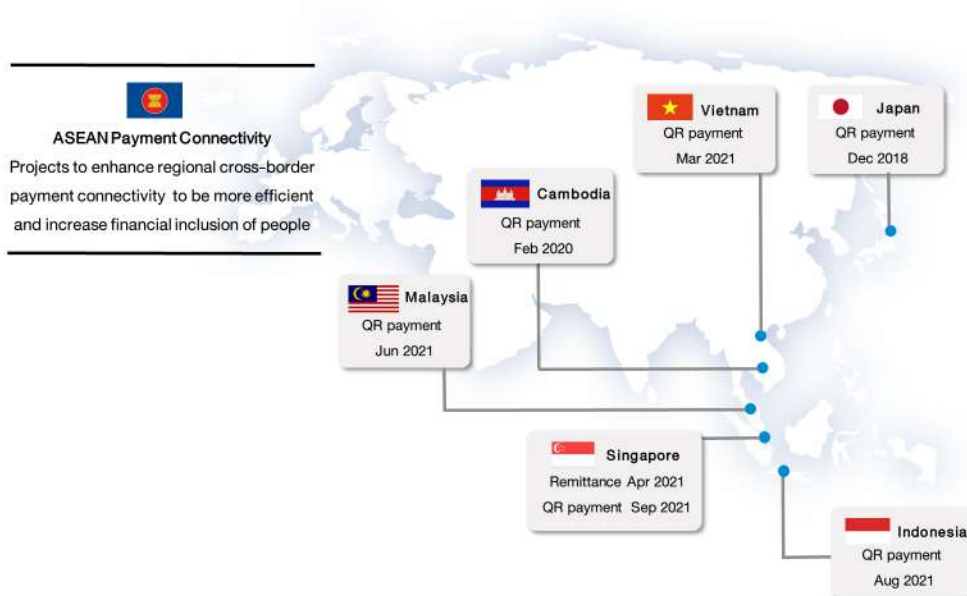 ASEAN Payment Connectivity
Projects to enhance regional cross-border
payment connectivity to be more efficient
and increase financial inclusion of people
Vietnam
QR payment
Mar 2021
Japan
QR payment
Dec 2018
Cambodia
QR payment
Feb 2020
Malaysia
QR payment
Jun 2021
Singapore
Remittance Apr 2021
QR payment Sep 2021
Indonesia
QR payment
Aug 2021